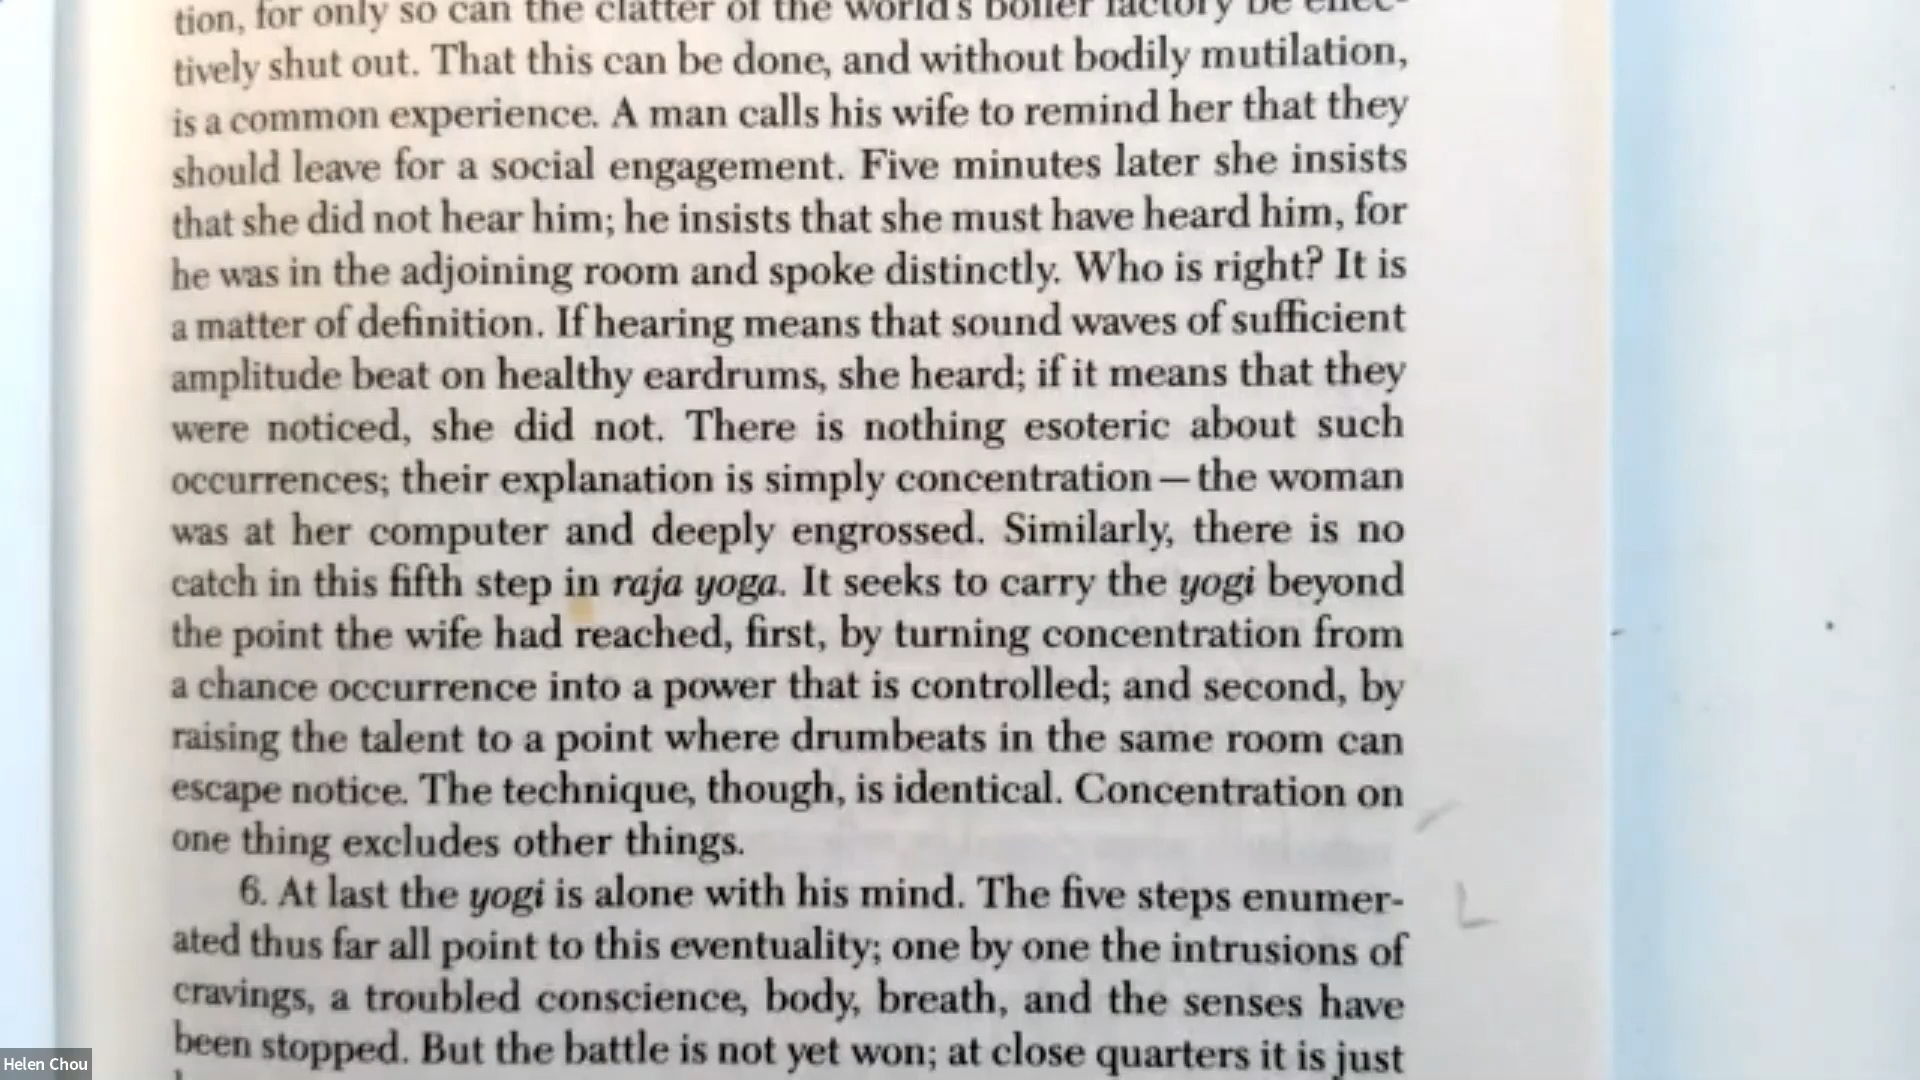 tion, for only so can the clatter of the world's boiler factory be effec-
tively shut out. That this can be done, and without bodily mutilation,
is a common experience. A man calls his wife to remind her that they
should leave for a social engagement. Five minutes later she insists
that she did not hear him; he insists that she must have heard him, for
he was in the adjoining room and spoke distinctly. Who is right? It is
a matter of definition. If hearing means that sound waves of sufficient
amplitude beat on healthy eardrums, she heard; if it means that they
were noticed, she did not. There is nothing esoteric about such
occurrences; their explanation is simply concentration—the woman
was at her computer and deeply engrossed. Similarly, there is no
catch in this fifth step in raja yoga. It seeks to carry the yogi beyond
the point the wife had reached, first, by turning concentration from
a chance occurrence into a power that is controlled; and second, by
raising the talent to a point where drumbeats in the same room can
escape notice. The technique, though, is identical. Concentration on
one thing excludes other things.
6. At last the yogi is alone with his mind. The five steps enumer-
ated thus far all point to this eventuality; one by one the intrusions of
cravings, a troubled conscience, body, breath, and the senses have
been stopped. But the battle is not yet won; at close quarters it is just
Helen Chou